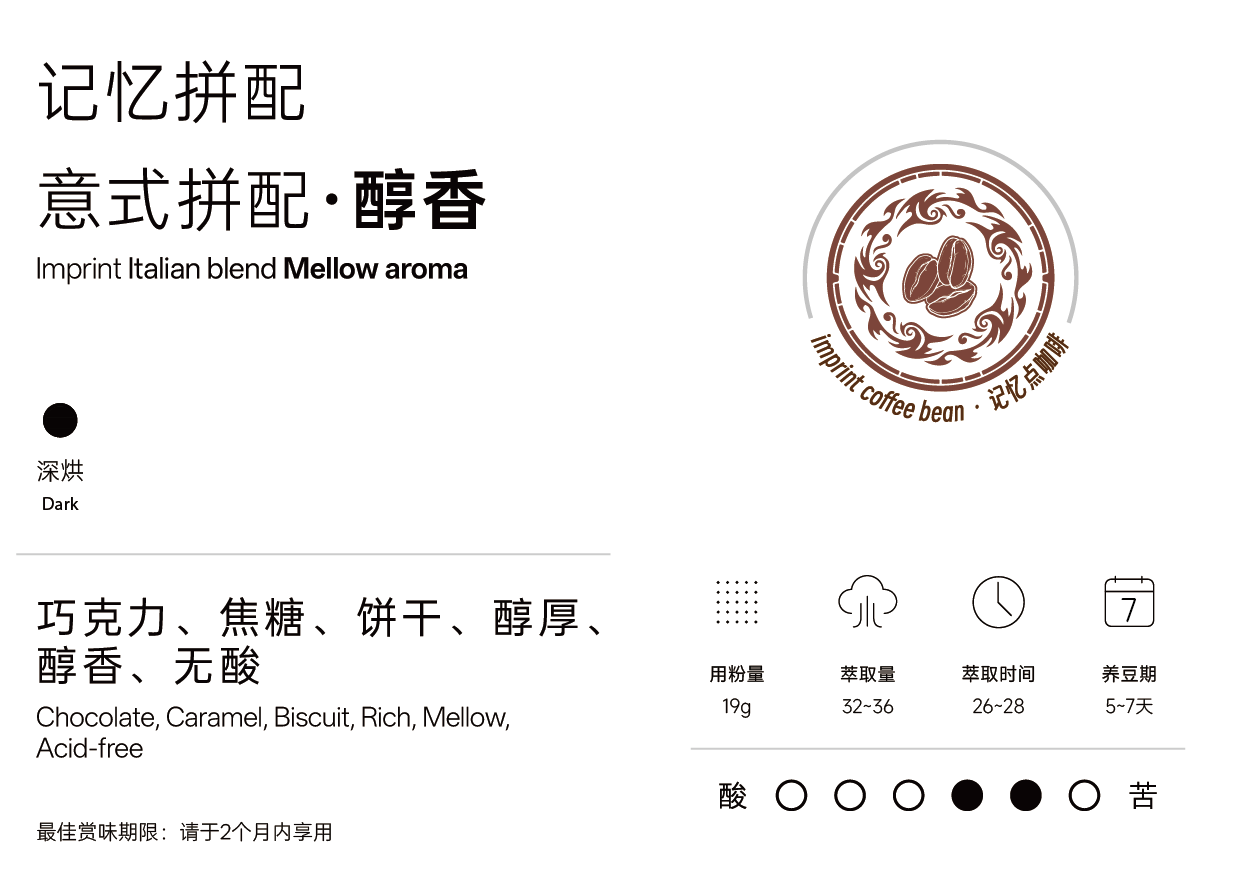 记忆拼配
意式拼配·醇香
Imprint Italian blend Mellow aroma
imprint coffee bean · 记忆点咖啡
深烘
Dark
巧克力、焦糖、饼干、醇厚、
醇香、无酸
Chocolate, Caramel, Biscuit, Rich, Mellow,
Acid-free
最佳赏味期限：请于2个月内享用
7
用粉量 萃取量 萃取时间 养豆期
19g 32~36 26~28 5~7天
酸 苦